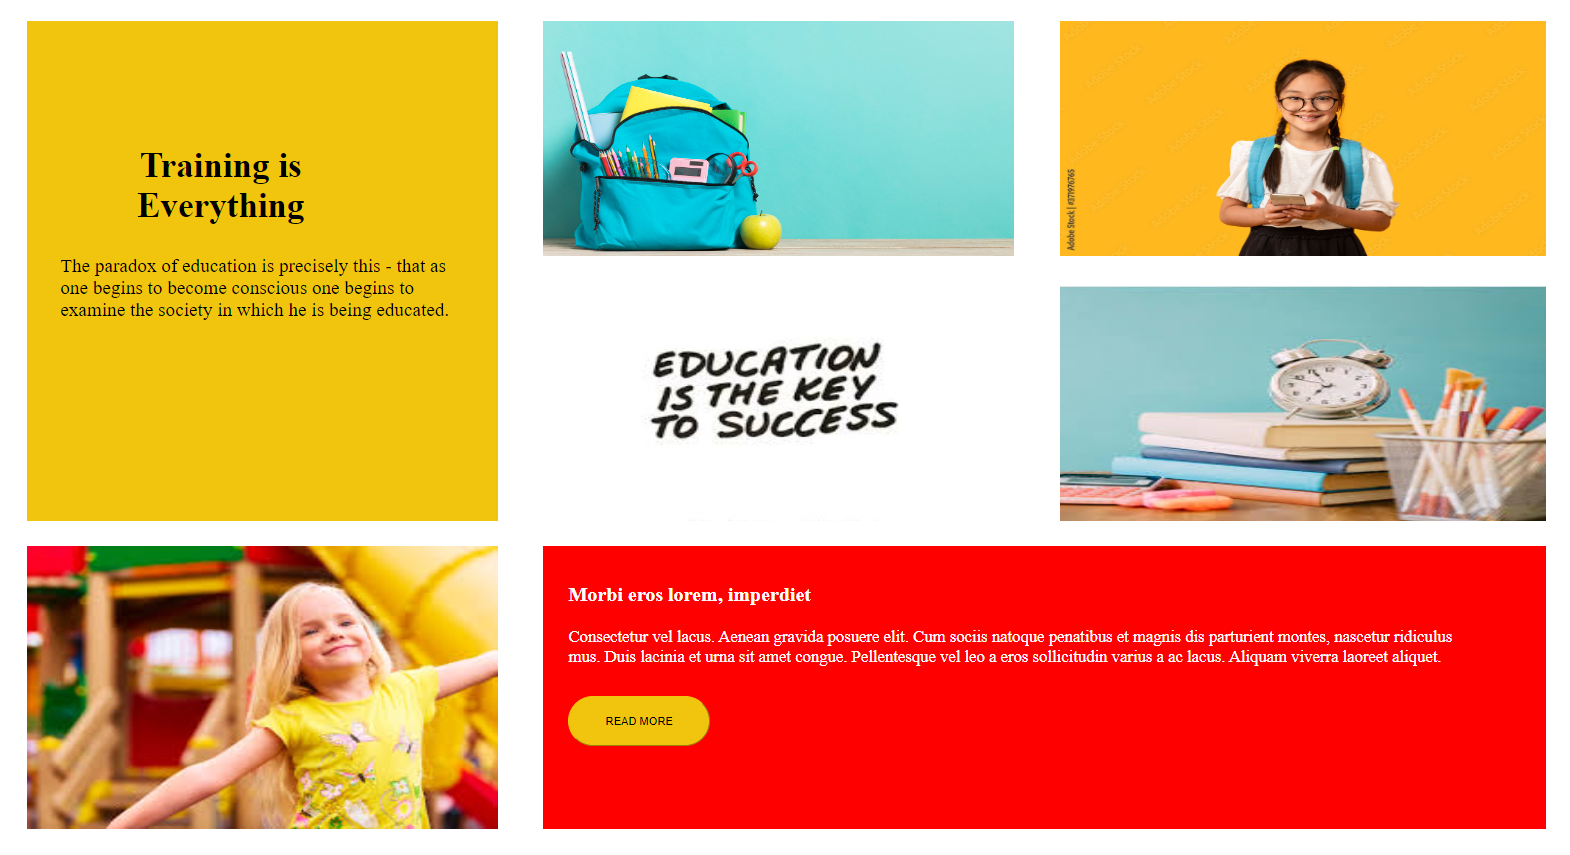 Training is
Everything
The paradox of education is precisely this - that as
one begins to become conscious one begins to
examine the society in which he is being educated.
Adobe Stock | #371976765
EDUCATION
IS THE KEY
TO SUCCESS
Morbi eros lorem, imperdiet
Consectetur vel lacus. Aenean gravida posuere elit. Cum sociis natoque penatibus et magnis dis parturient montes, nascetur ridiculus
mus. Duis lacinia et urna sit amet congue. Pellentesque vel leo a eros sollicitudin varius a ac lacus. Aliquam viverra laoreet aliquet.
READ MORE